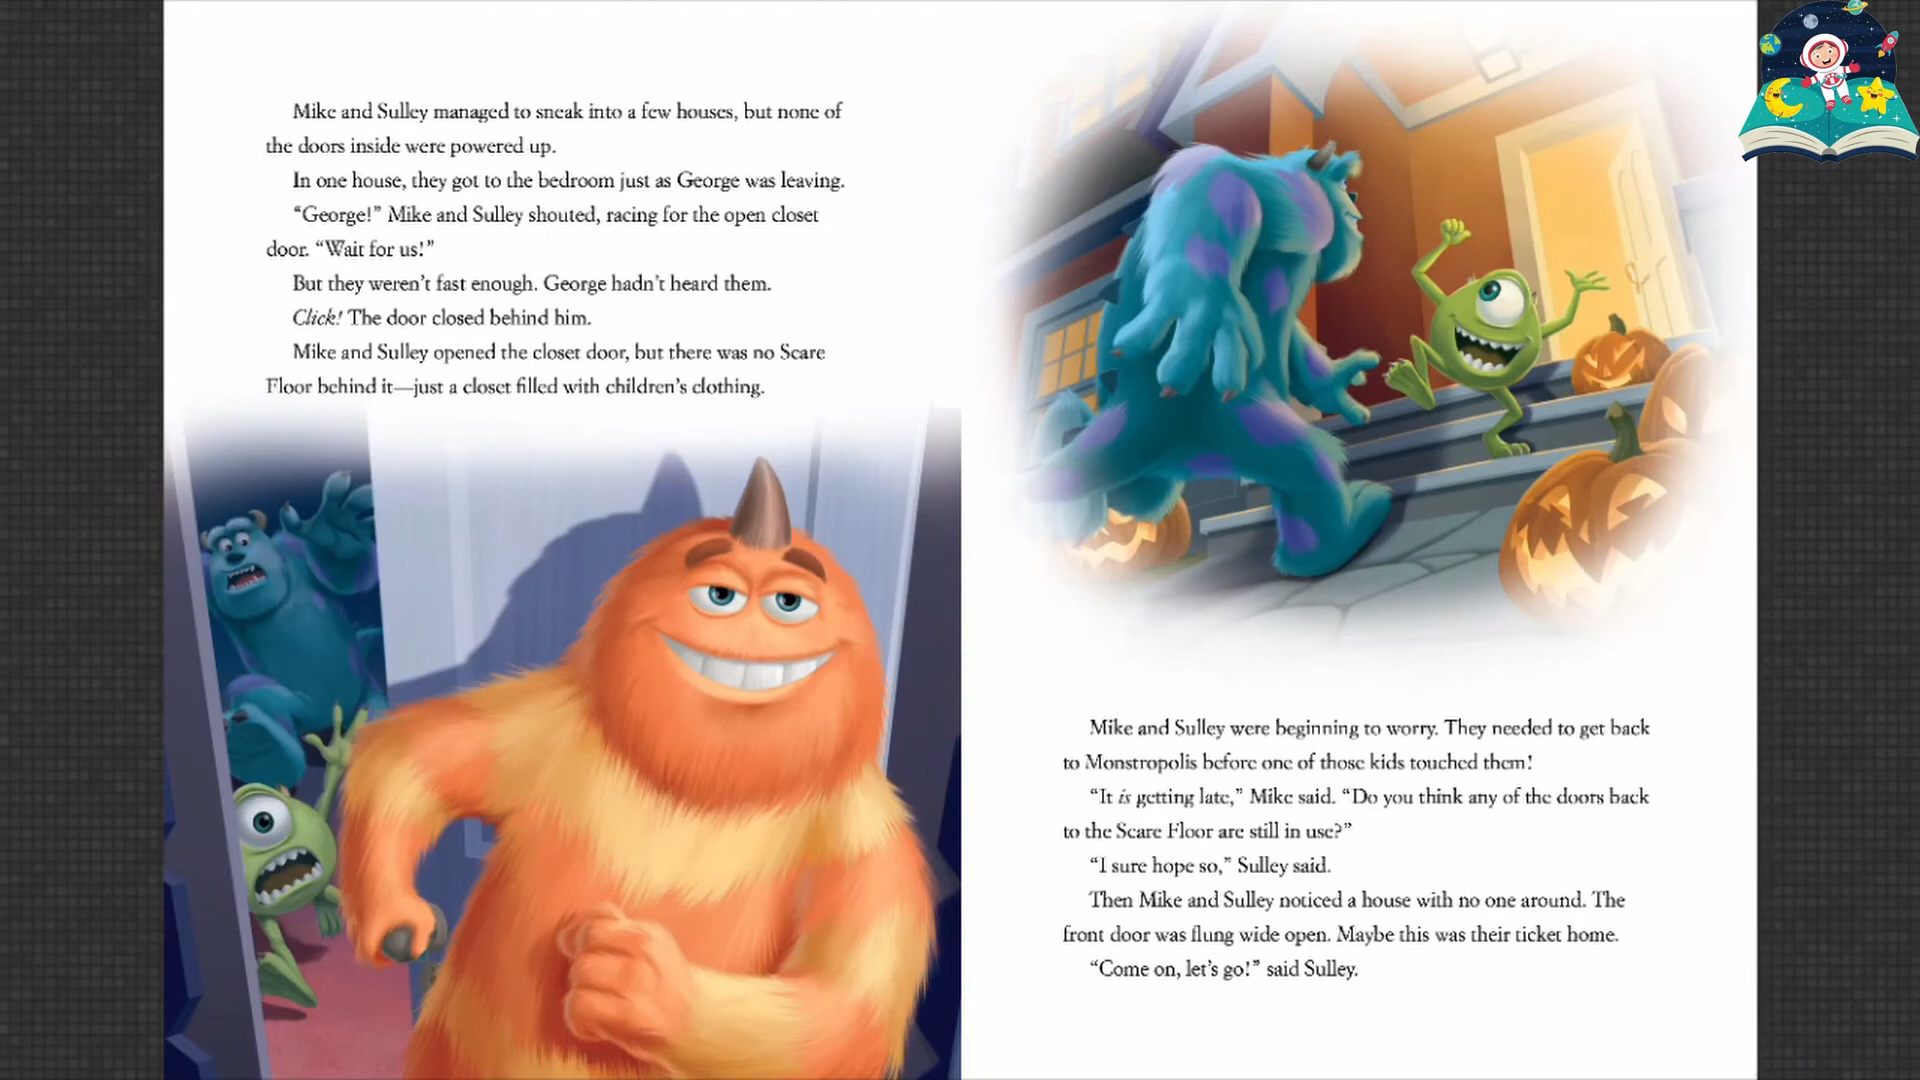 Mike and Sulley managed to sneak into a few houses, but none of
the doors inside were powered up.
In one house, they got to the bedroom just as George was leaving.
“George!” Mike and Sulley shouted, racing for the open closet
door. “Wait for us!”
But they weren’t fast enough. George hadn’t heard them.
Click! The door closed behind him.
Mike and Sulley opened the closet door, but there was no Scare
Floor behind it—just a closet filled with children’s clothing.
Mike and Sulley were beginning to worry. They needed to get back
to Monstropolis before one of those kids touched them!
“It is getting late,” Mike said. “Do you think any of the doors back
to the Scare Floor are still in use?”
“I sure hope so,” Sulley said.
Then Mike and Sulley noticed a house with no one around. The
front door was flung wide open. Maybe this was their ticket home.
“Come on, let’s go!” said Sulley.